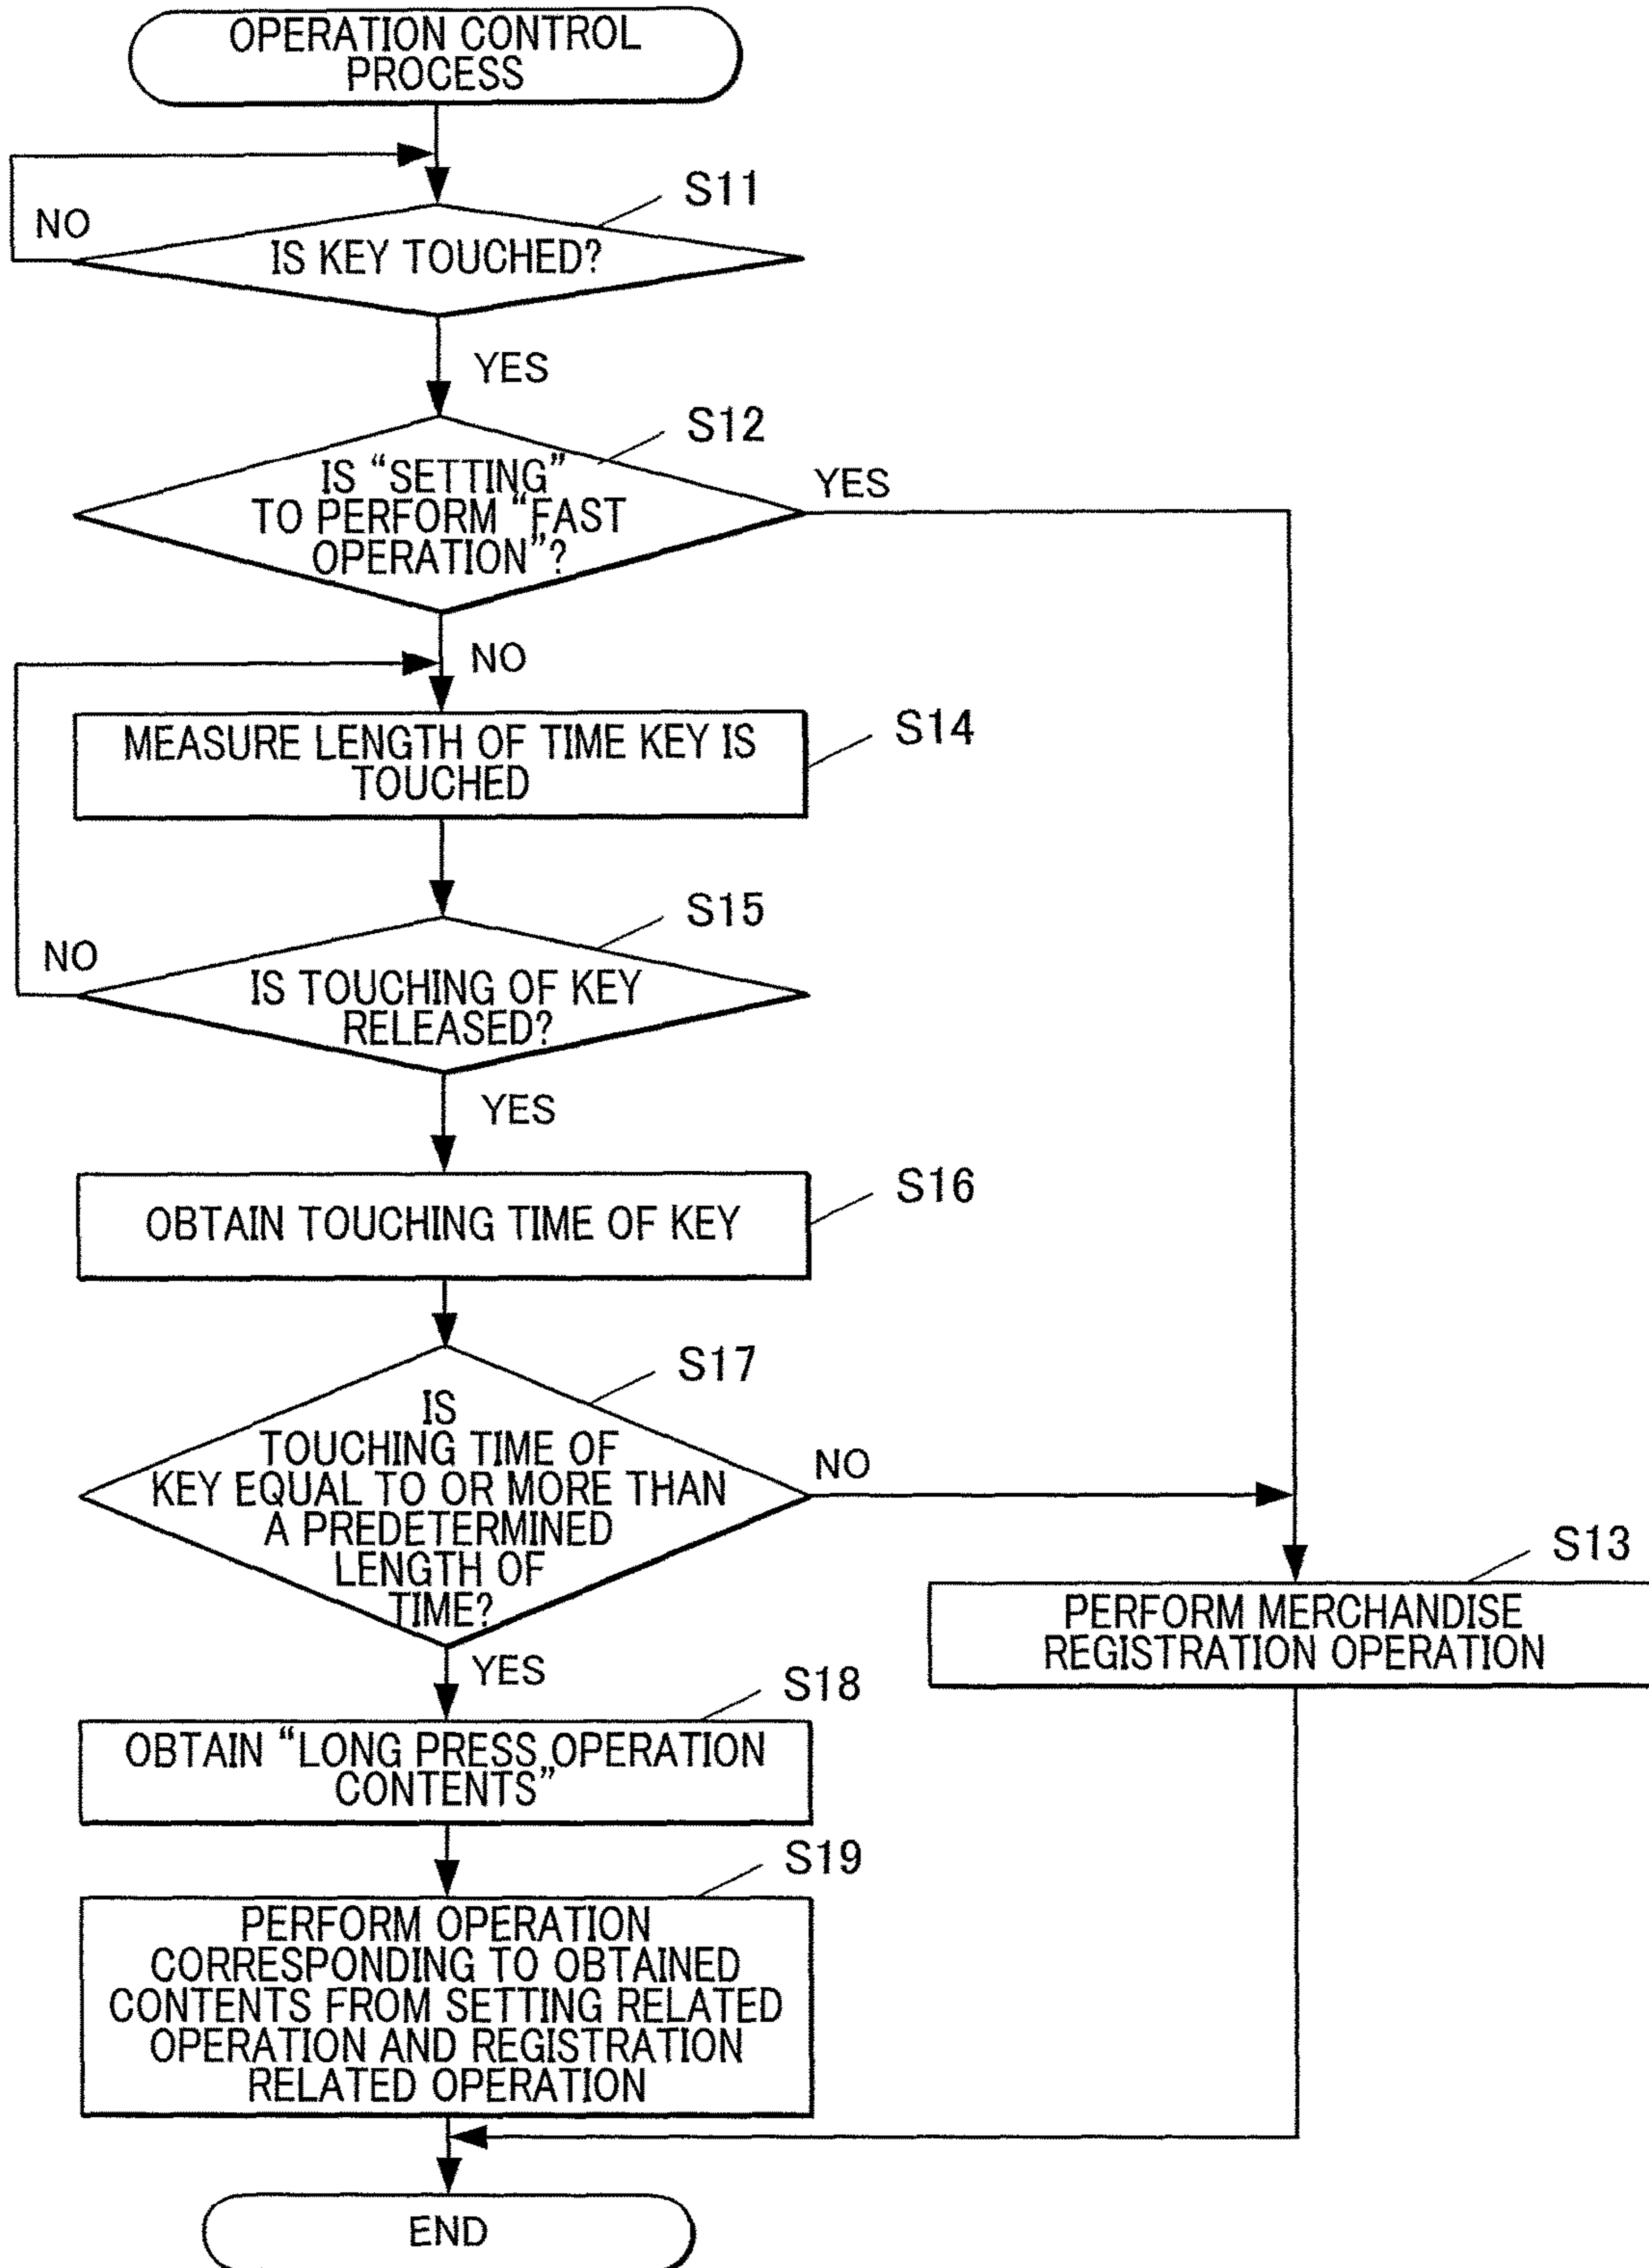 OPERATION CONTROL
PROCESS
S11
NO
IS KEY TOUCHED?
YES
S12
IS “SETTING”
TO PERFORM “FAST
OPERATION”?
YES
NO
S14
MEASURE LENGTH OF TIME KEY IS
TOUCHED
S15
NO
IS TOUCHING OF KEY
RELEASED?
YES
S16
OBTAIN TOUCHING TIME OF KEY
S17
IS
TOUCHING TIME OF
KEY EQUAL TO OR MORE THAN
A PREDETERMINED
LENGTH OF
TIME?
NO
S13
PERFORM MERCHANDISE
REGISTRATION OPERATION
YES
S18
OBTAIN “LONG PRESS OPERATION
CONTENTS”
S19
PERFORM OPERATION
CORRESPONDING TO OBTAINED
CONTENTS FROM SETTING RELATED
OPERATION AND REGISTRATION
RELATED OPERATION
END